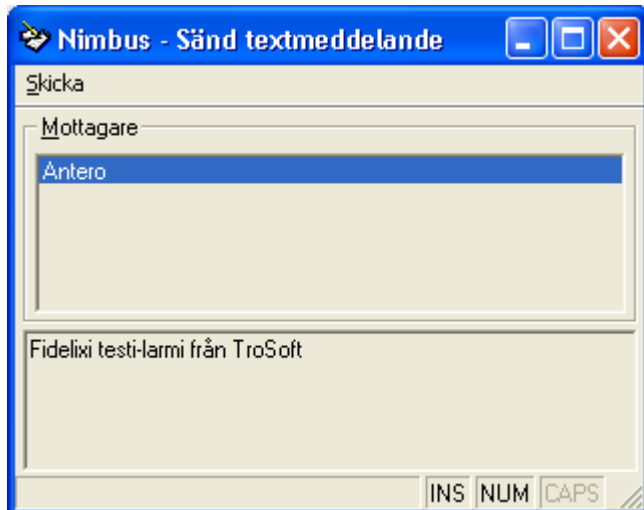 Nimbus - Sänd textmeddelande
Skicka
Mottagare
Antero
Fidelixi testi-larmi från TroSoft
INS NUM CAPS